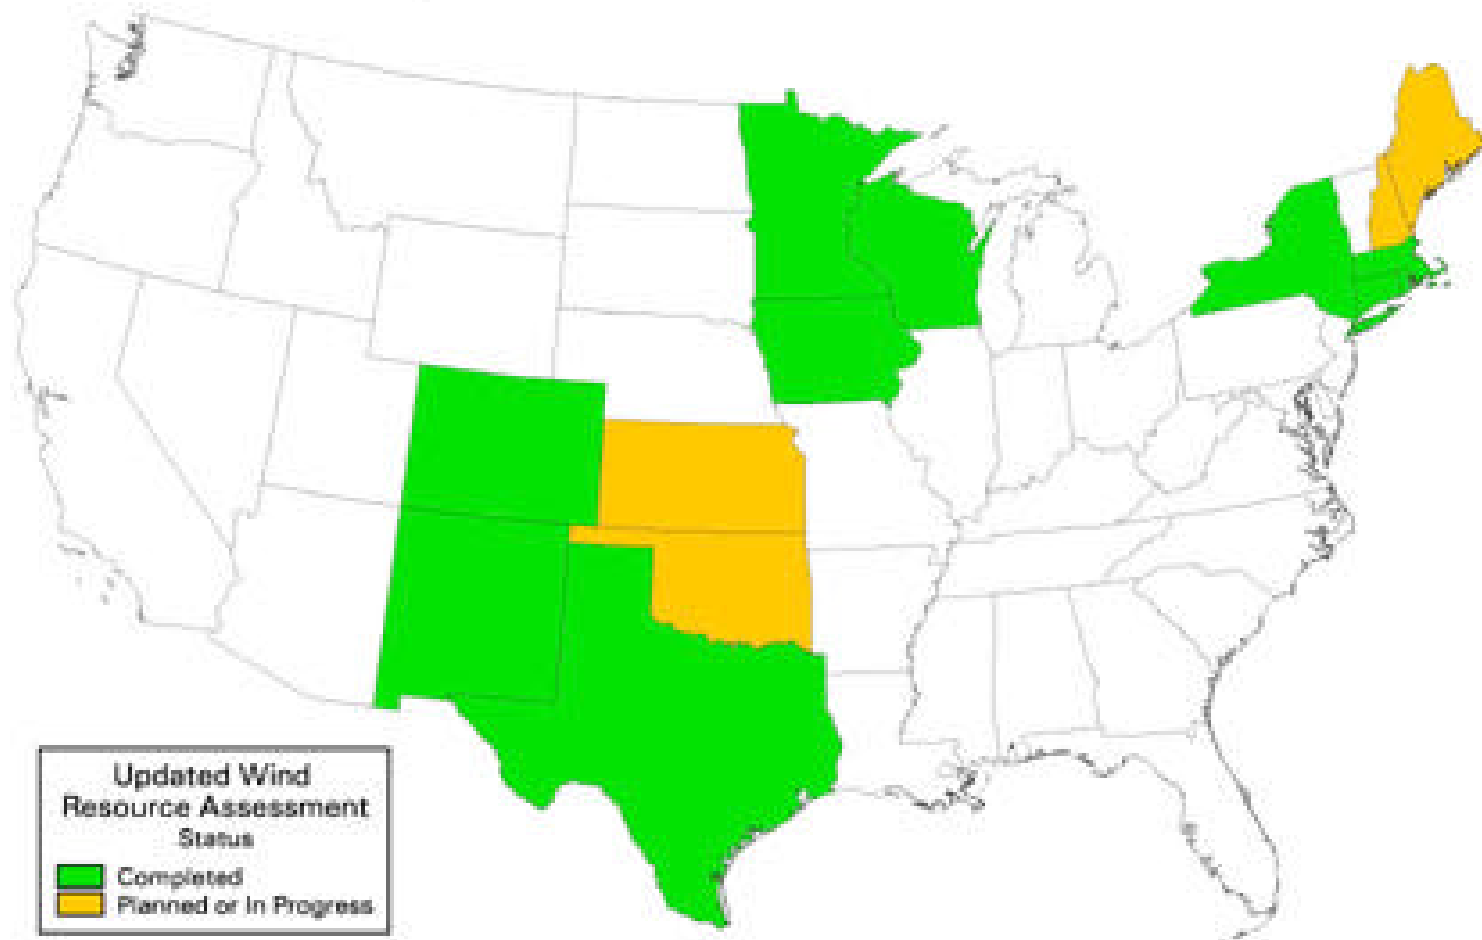 Updated Wind
Resource Assessment
Status
Completed
Planned or In Progress